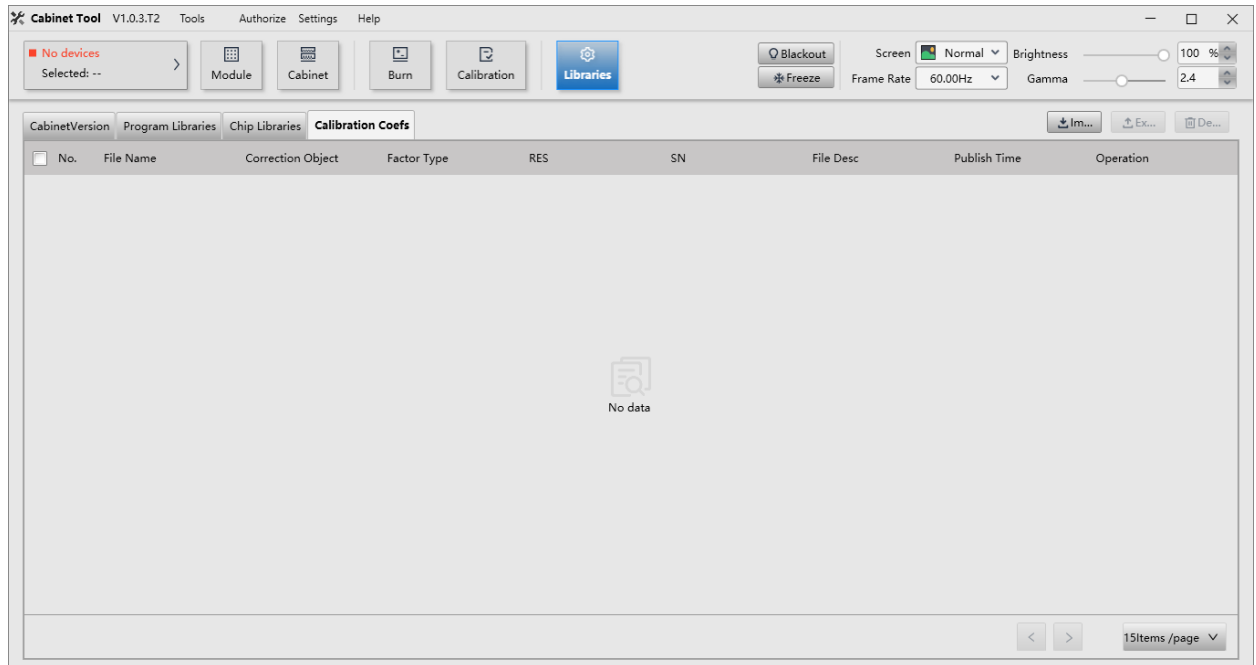 Cabinet Tool V1.0.3.T2 Tools Authorize Settings Help
No devices
Selected: --
Module
Cabinet
Burn
Calibration
Libraries
Blackout
Freeze
Screen Normal Brightness 100 %
Frame Rate 60.00Hz Gamma 2.4
CabinetVersion Program Libraries Chip Libraries Calibration Coefs Im... Ex... De...
No. File Name Correction Object Factor Type RES SN File Desc Publish Time Operation
No data
15Items /page